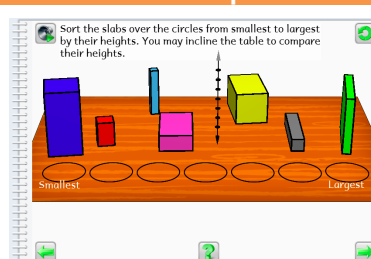 Sort the slabs over the circles from smallest to largest
by their heights. You may incline the table to compare
their heights.
Smallest
Largest
?